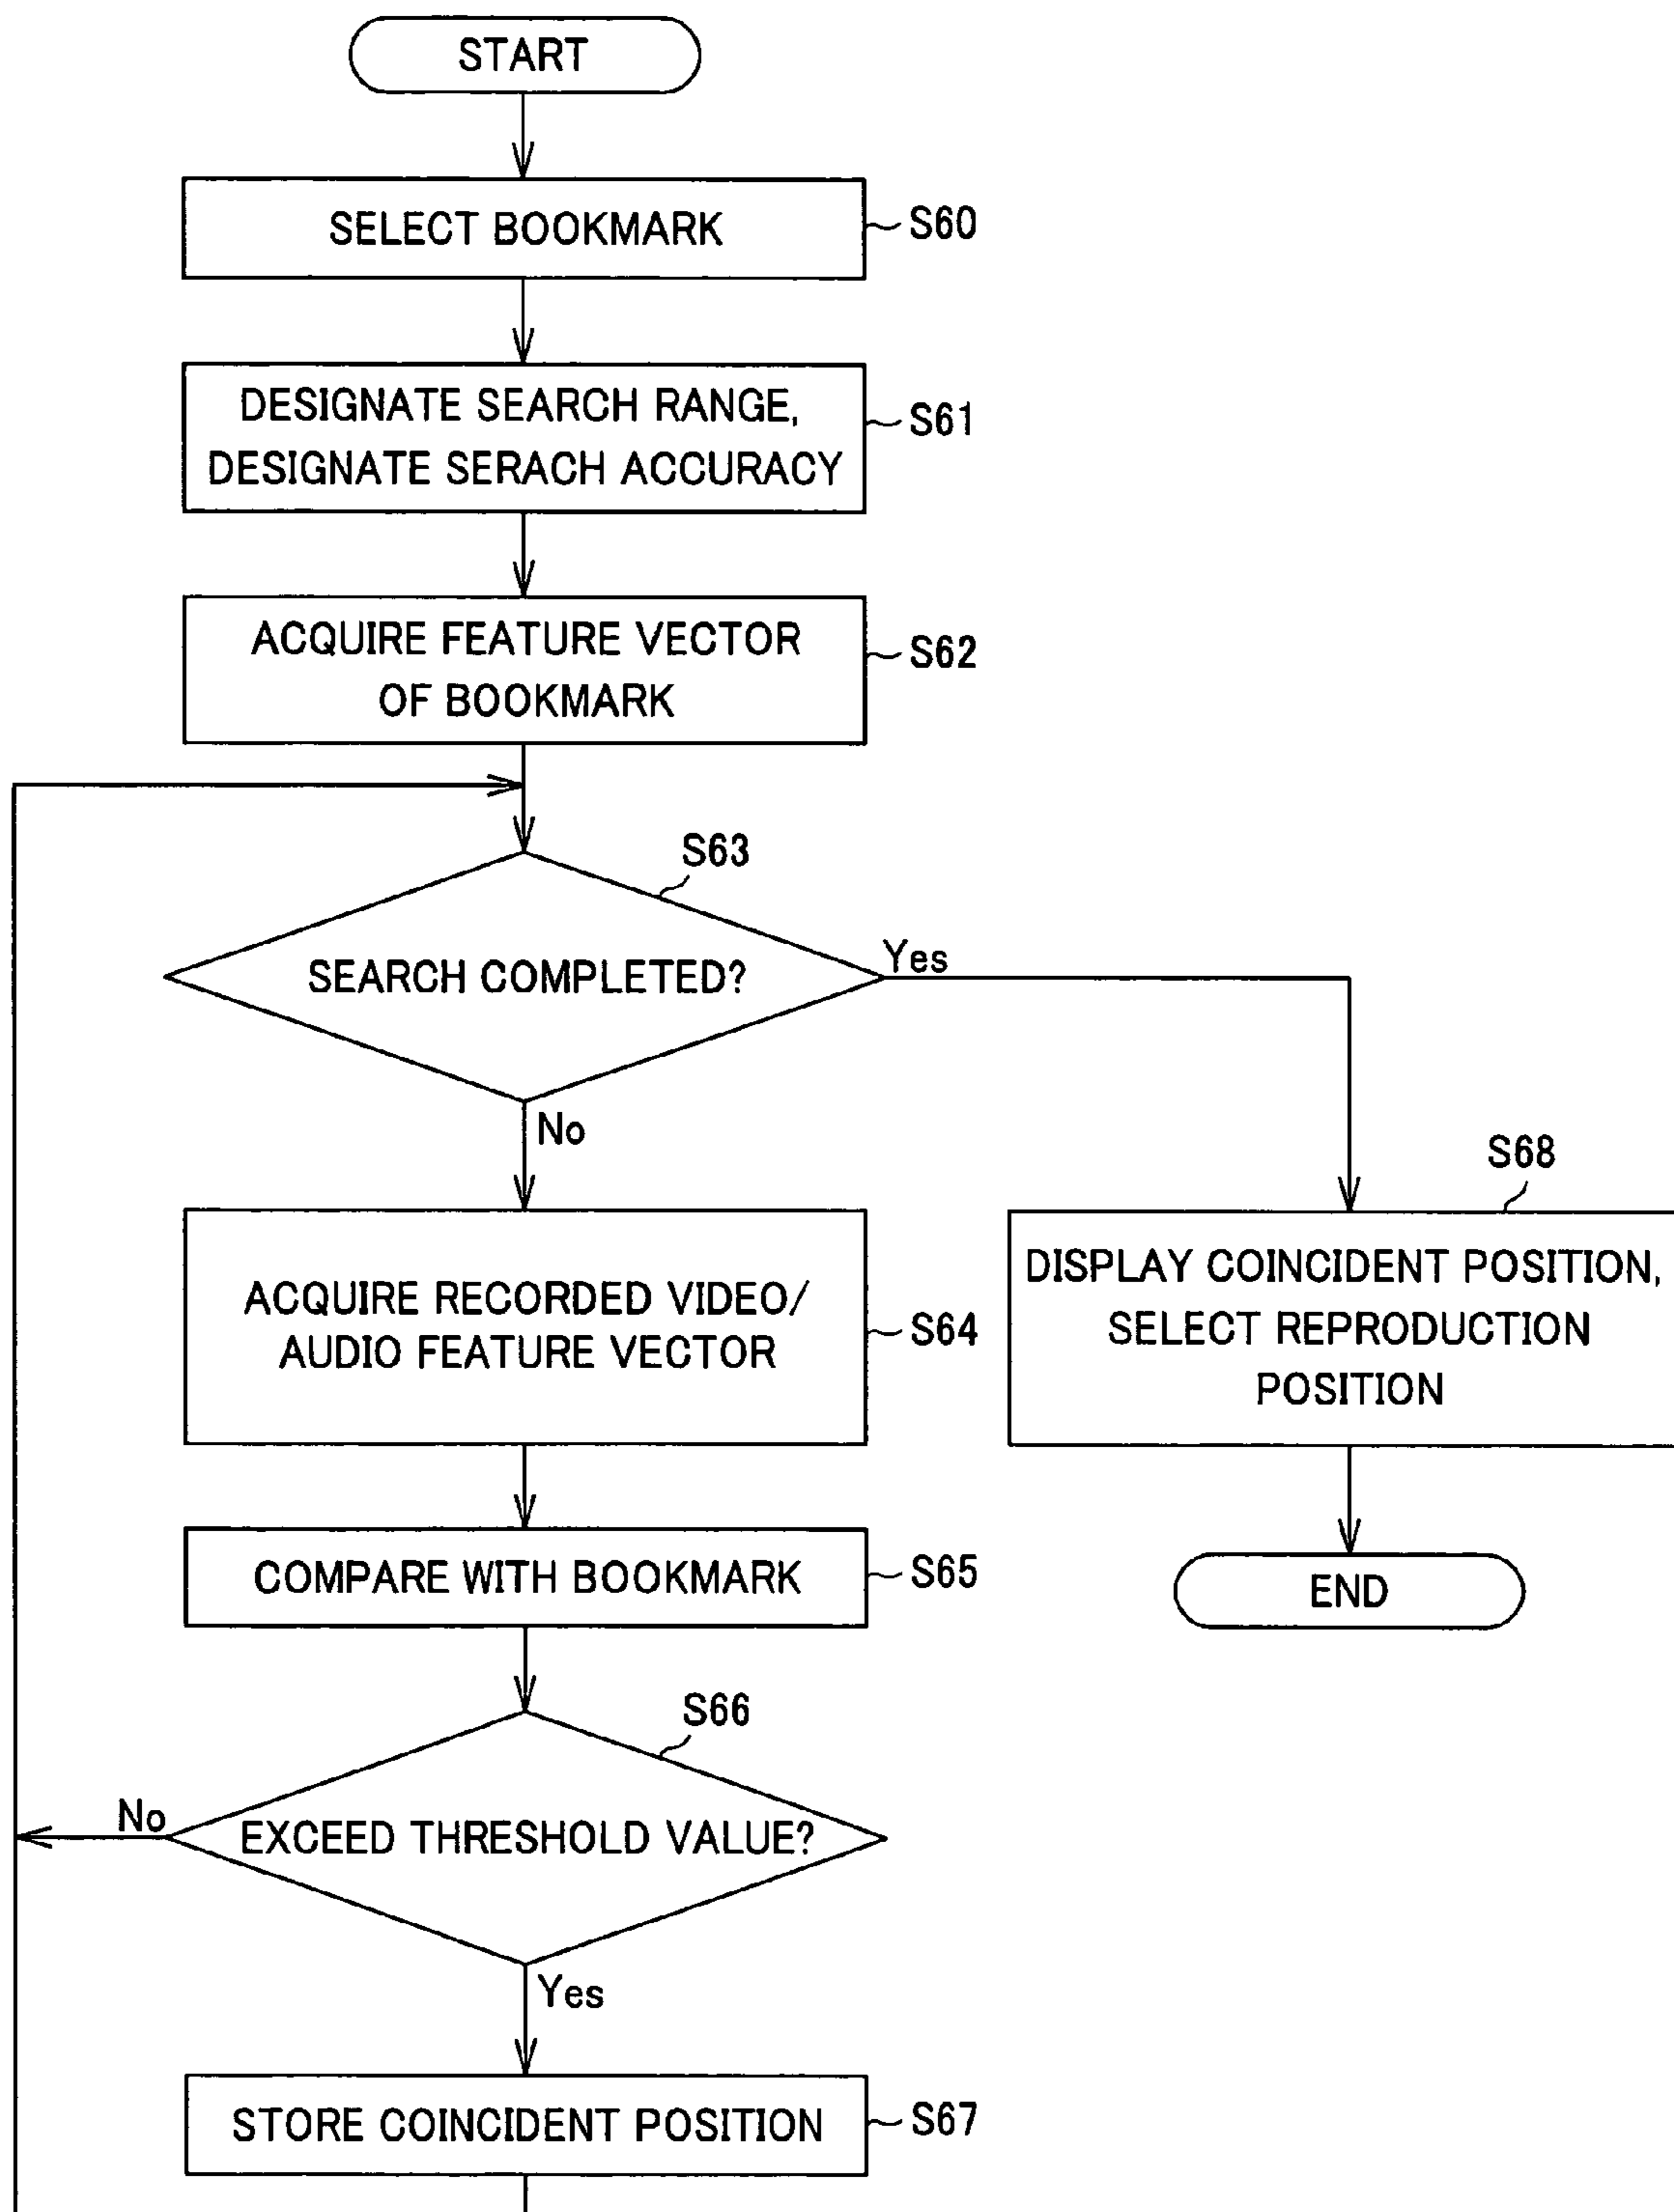 START
SELECT BOOKMARK
S60
DESIGNATE SEARCH RANGE,
DESIGNATE SERACH ACCURACY
S61
ACQUIRE FEATURE VECTOR
OF BOOKMARK
S62
S63
SEARCH COMPLETED?
Yes
No
ACQUIRE RECORDED VIDEO/
AUDIO FEATURE VECTOR
S64
S68
DISPLAY COINCIDENT POSITION,
SELECT REPRODUCTION
POSITION
COMPARE WITH BOOKMARK
S65
END
S66
EXCEED THRESHOLD VALUE?
No
Yes
STORE COINCIDENT POSITION
S67